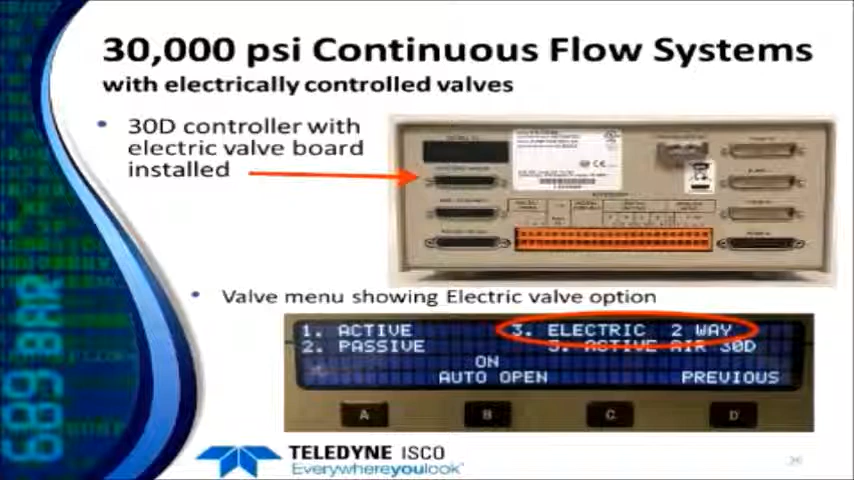 30,000 psi Continuous Flow Systems
with electrically controlled valves
• 30D controller with
electric valve board
installed
• Valve menu showing Electric valve option
1. ACTIVE 3. ELECTRIC 2 WAY
2. PASSIVE 3. ACTIVE AIR 30D
ON
AUTO OPEN PREVIOUS
A B C D
689 BAR
TELEDYNE ISCO
Everywhereyoulook